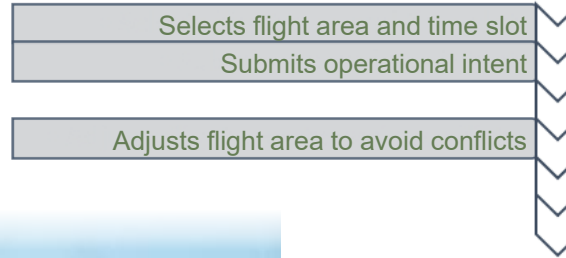 Selects flight area and time slot
Submits operational intent
Adjusts flight area to avoid conflicts